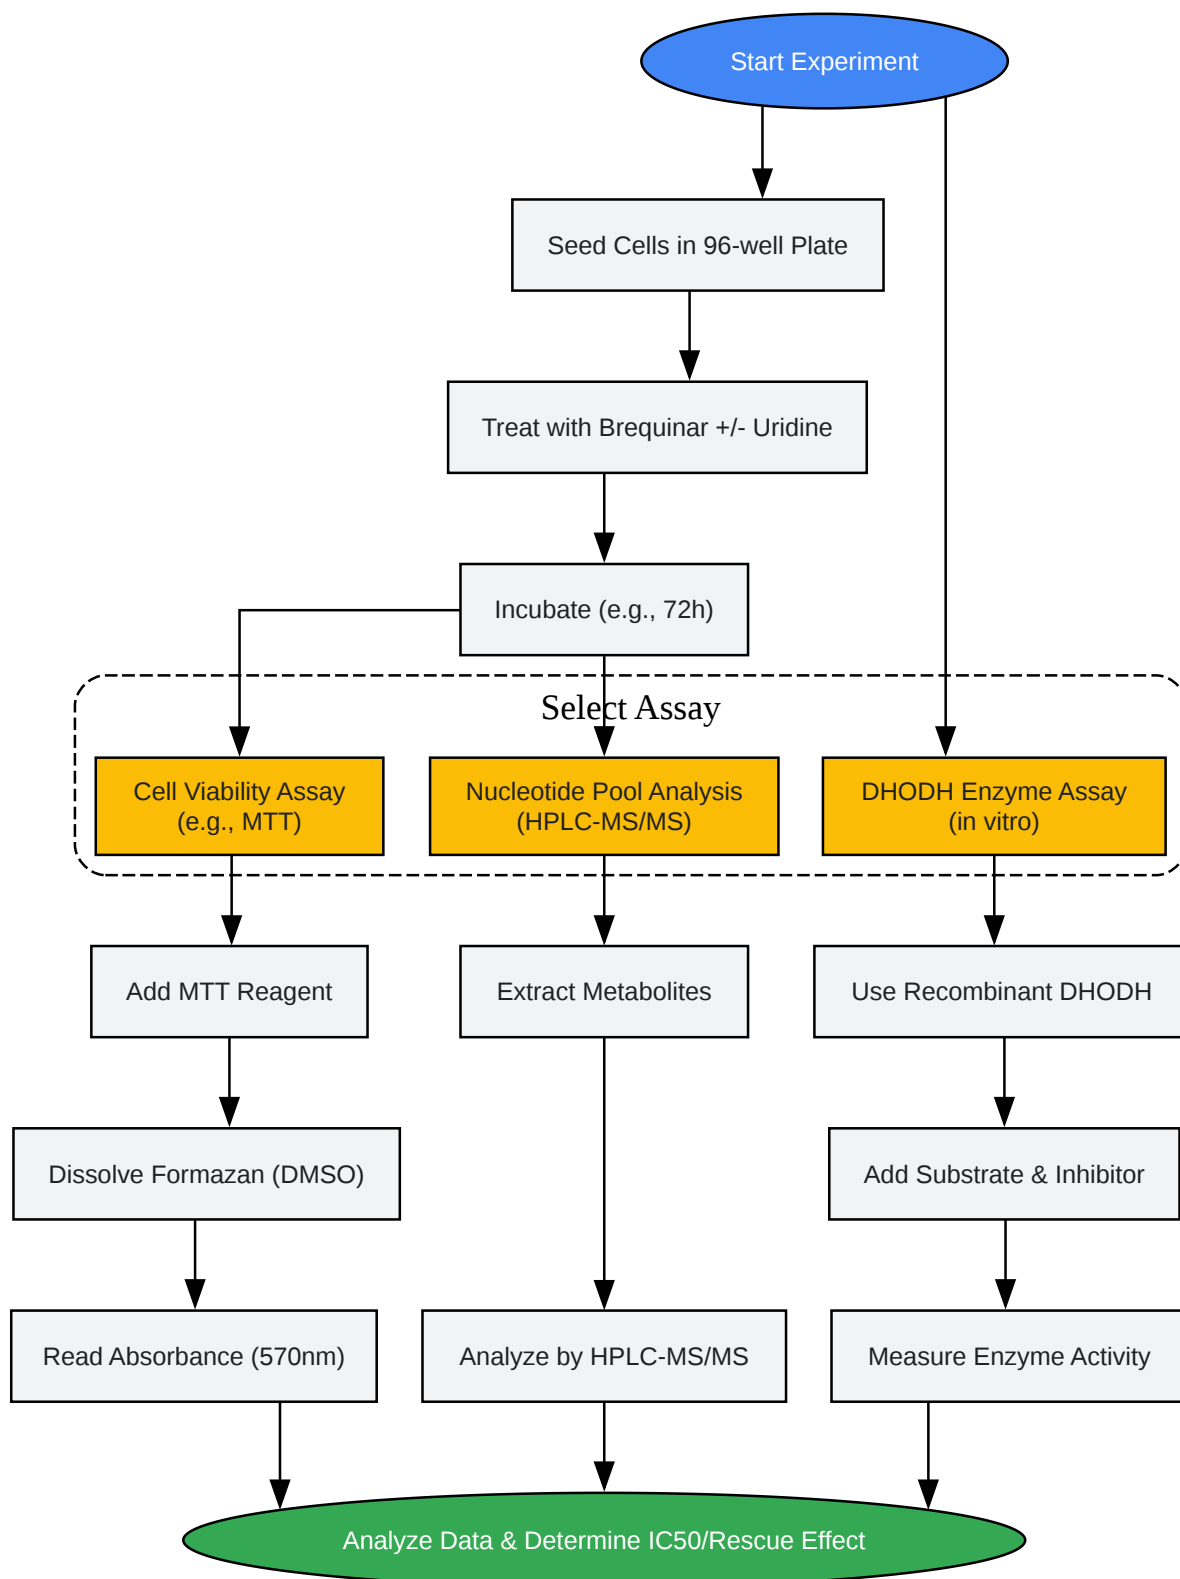 Start Experiment
Seed Cells in 96-well Plate
Treat with Brequinar +/- Uridine
Incubate (e.g., 72h)
Select Assay
Cell Viability Assay
(e.g., MTT)
Nucleotide Pool Analysis
(HPLC-MS/MS)
DHODH Enzyme Assay
(in vitro)
Add MTT Reagent
Extract Metabolites
Use Recombinant DHODH
Dissolve Formazan (DMSO)
Add Substrate & Inhibitor
Read Absorbance (570nm)
Analyze by HPLC-MS/MS
Measure Enzyme Activity
Analyze Data & Determine IC50/Rescue Effect